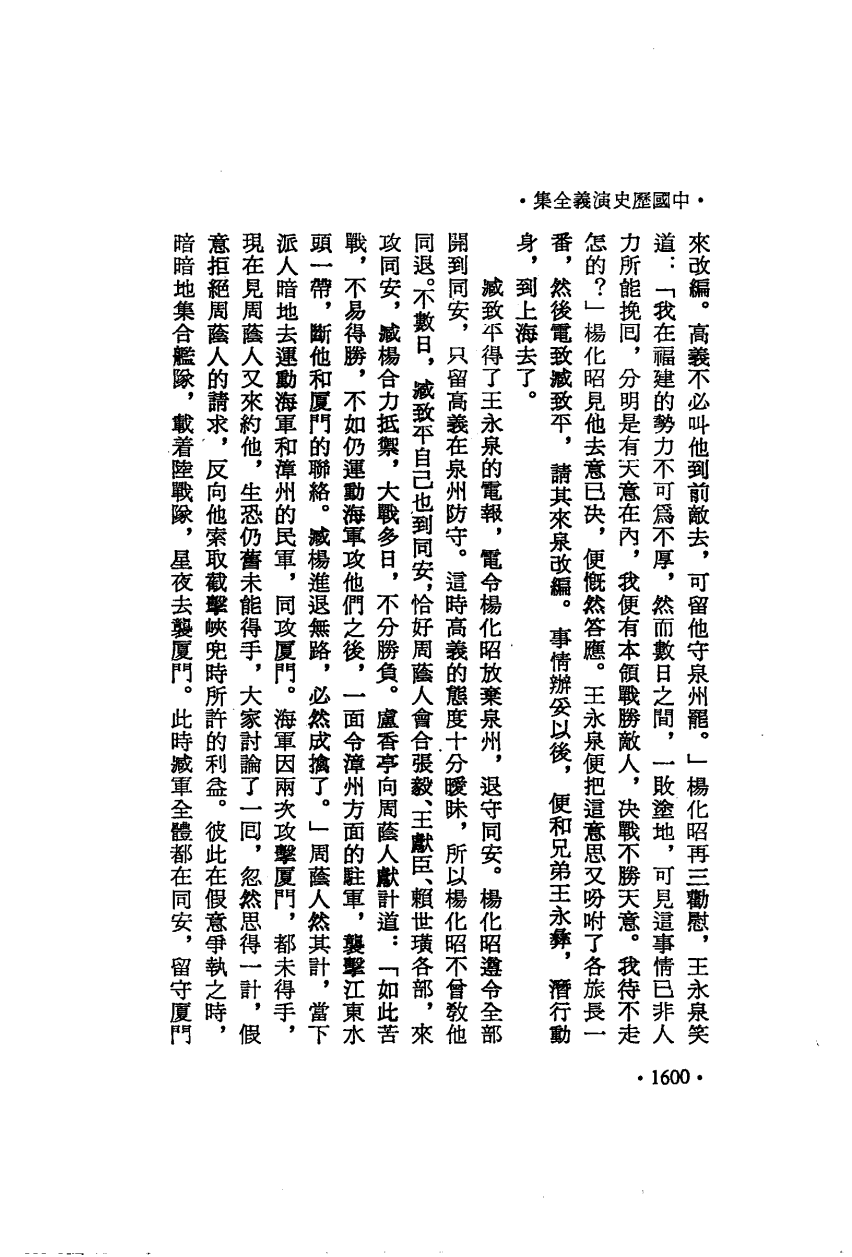 ·中國歷史演義全集·
來改編。高義不必叫他到前敵去，可留他守泉州罷。」楊化昭再三勸慰，王永泉笑
道：「我在福建的勢力不可爲不厚，然而數日之間，一敗塗地，可見這事情已非人
力所能挽回，分明是有天意在內，我便有本領戰勝敵人，決戰不勝天意。我待不走
怎的？」楊化昭見他去意已決，便慨然答應。王永泉便把這意思又吩咐了各旅長一
番，然後電致臧致平，請其來泉改編。事情辦妥以後，便和兄弟王永彝，潛行動
身，到上海去了。
臧致平得了王永泉的電報，電令楊化昭放棄泉州，退守同安。楊化昭遵令全部
開到同安，只留高義在泉州防守。這時高義的態度十分曖昧，所以楊化昭不曾敎他
同退。不數日，臧致平自己也到同安，恰好周蔭人會合張毅、王獻臣、賴世璜各部，來
攻同安，臧楊合力抵禦，大戰多日，不分勝負。盧香亭向周蔭人獻計道：「如此苦
戰，不易得勝，不如仍運動海軍攻他們之後，一面令漳州方面的駐軍，襲擊江東水
頭一帶，斷他和厦門的聯絡。臧楊進退無路，必然成擒了。」周蔭人然其計，當下
派人暗地去運動海軍和漳州的民軍，同攻厦門。海軍因兩次攻擊厦門，都未得手，
現在見周蔭人又來約他，生恐仍舊未能得手，大家討論了一回，忽然思得一計，假
意拒絕周蔭人的請求，反向他索取截擊峽兜時所許的利益。彼此在假意爭執之時，
暗暗地集合艦隊，載着陸戰隊，星夜去襲厦門。此時臧軍全體都在同安，留守厦門
·1600·